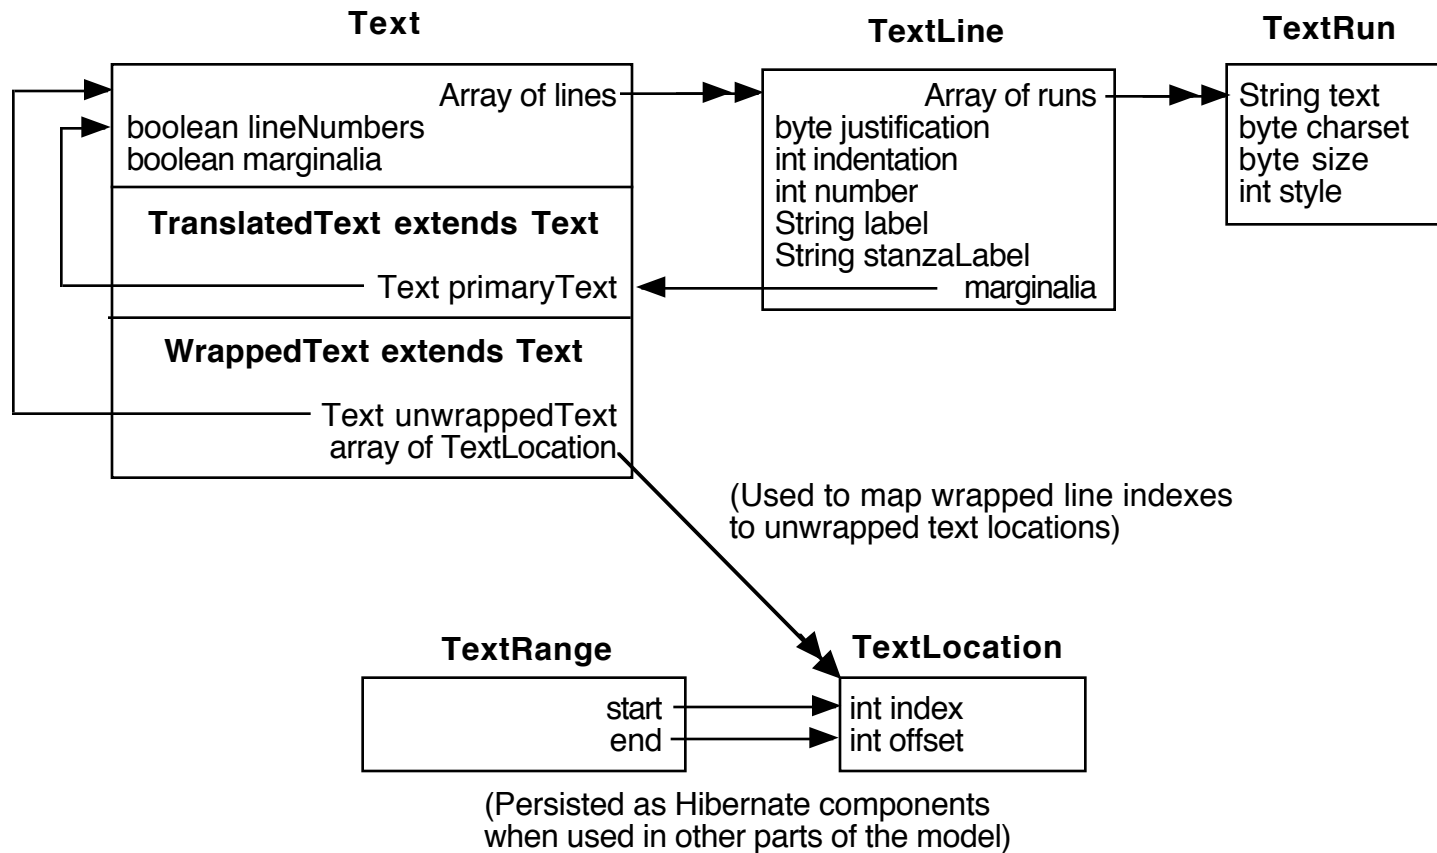 Text
Array of lines
boolean lineNumbers
boolean marginalia
TranslatedText extends Text
Text primaryText
WrappedText extends Text
Text unwrappedText
array of TextLocation
TextLine
Array of runs
byte justification
int indentation
int number
String label
String stanzaLabel
marginalia
TextRun
String text
byte charset
byte size
int style
(Used to map wrapped line indexes
to unwrapped text locations)
TextRange
start
end
TextLocation
int index
int offset
(Persisted as Hibernate components
when used in other parts of the model)